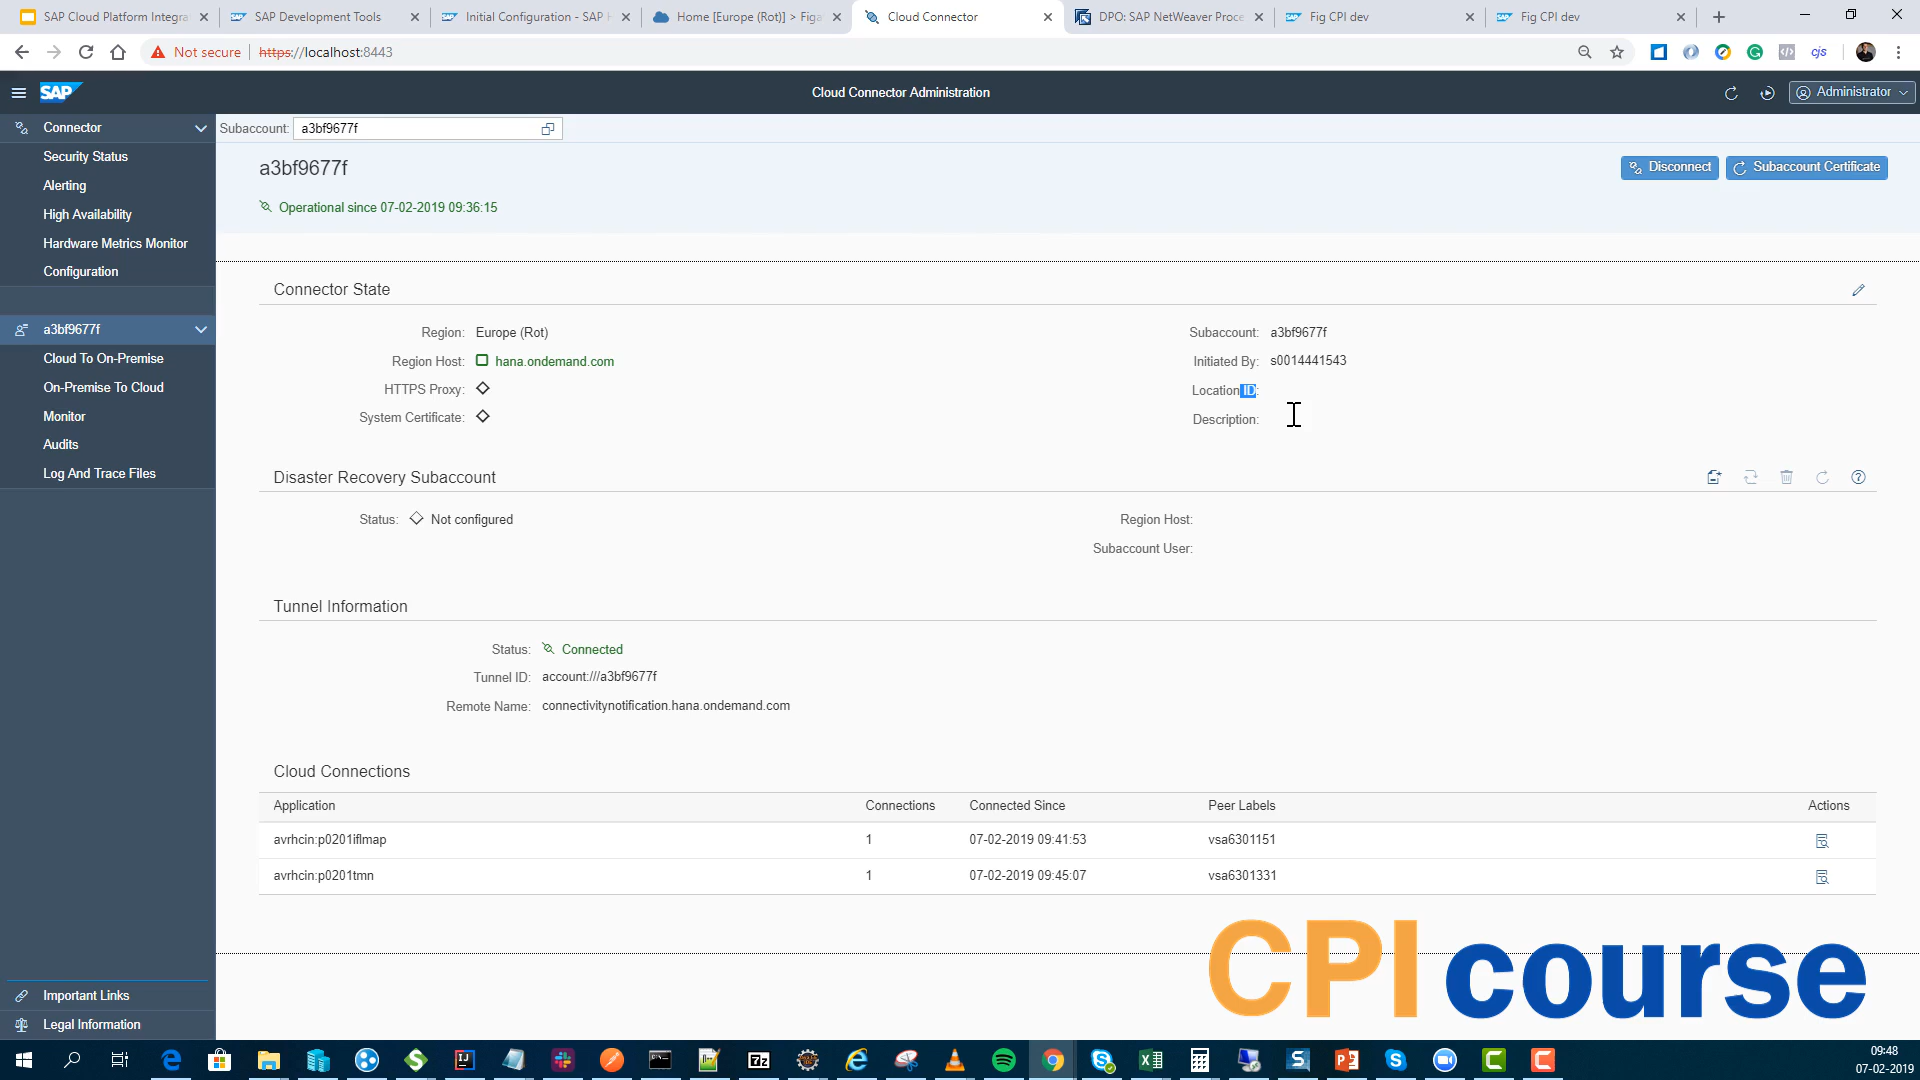 SAP Cloud Platform Integra
SAP Development Tools
Initial Configuration - SAP H
Home [Europe (Rot)] > Figa
Cloud Connector
DPO: SAP NetWeaver Proce
Fig CPI dev
Fig CPI dev
Not secure
https://localhost:8443
cjs
SAP
Cloud Connector Administration
Administrator
Connector
Security Status
Alerting
High Availability
Hardware Metrics Monitor
Configuration
a3bf9677f
Cloud To On-Premise
On-Premise To Cloud
Monitor
Audits
Log And Trace Files
Important Links
Legal Information
Subaccount: a3bf9677f
a3bf9677f
Disconnect
Subaccount Certificate
Operational since 07-02-2019 09:36:15
Connector State
Region: Europe (Rot)
Region Host: hana.ondemand.com
HTTPS Proxy:
System Certificate:
Subaccount: a3bf9677f
Initiated By: s0014441543
Location ID:
Description:
Disaster Recovery Subaccount
Status: Not configured
Region Host:
Subaccount User:
Tunnel Information
Status: Connected
Tunnel ID: account:///a3bf9677f
Remote Name: connectivitynotification.hana.ondemand.com
Cloud Connections
Application Connections Connected Since Peer Labels Actions
avrhcin:p0201iflmap 1 07-02-2019 09:41:53 vsa6301151
avrhcin:p0201tmn 1 07-02-2019 09:45:07 vsa6301331
CPI course
09:48
07-02-2019